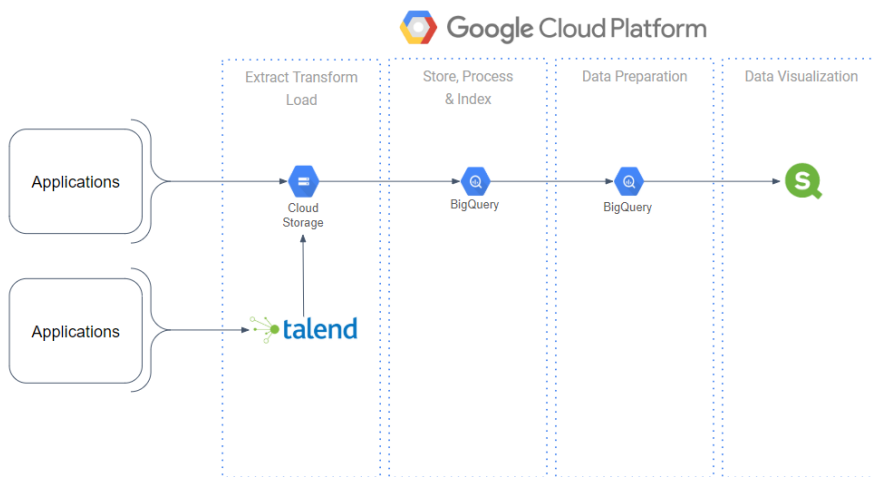 Google Cloud Platform
Extract Transform
Load
Store, Process
& Index
Data Preparation
Data Visualization
Applications
Cloud
Storage
BigQuery
BigQuery
S
Applications
talend